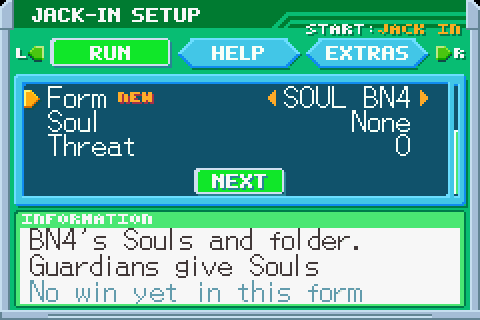 JACK-IN SETUP
START:JACK IN
L RUN HELP EXTRAS R
Form NEW SOUL BN4
Soul None
Threat 0
NEXT
INFORMATION
BN4's Souls and folder.
Guardians give Souls
No win yet in this form